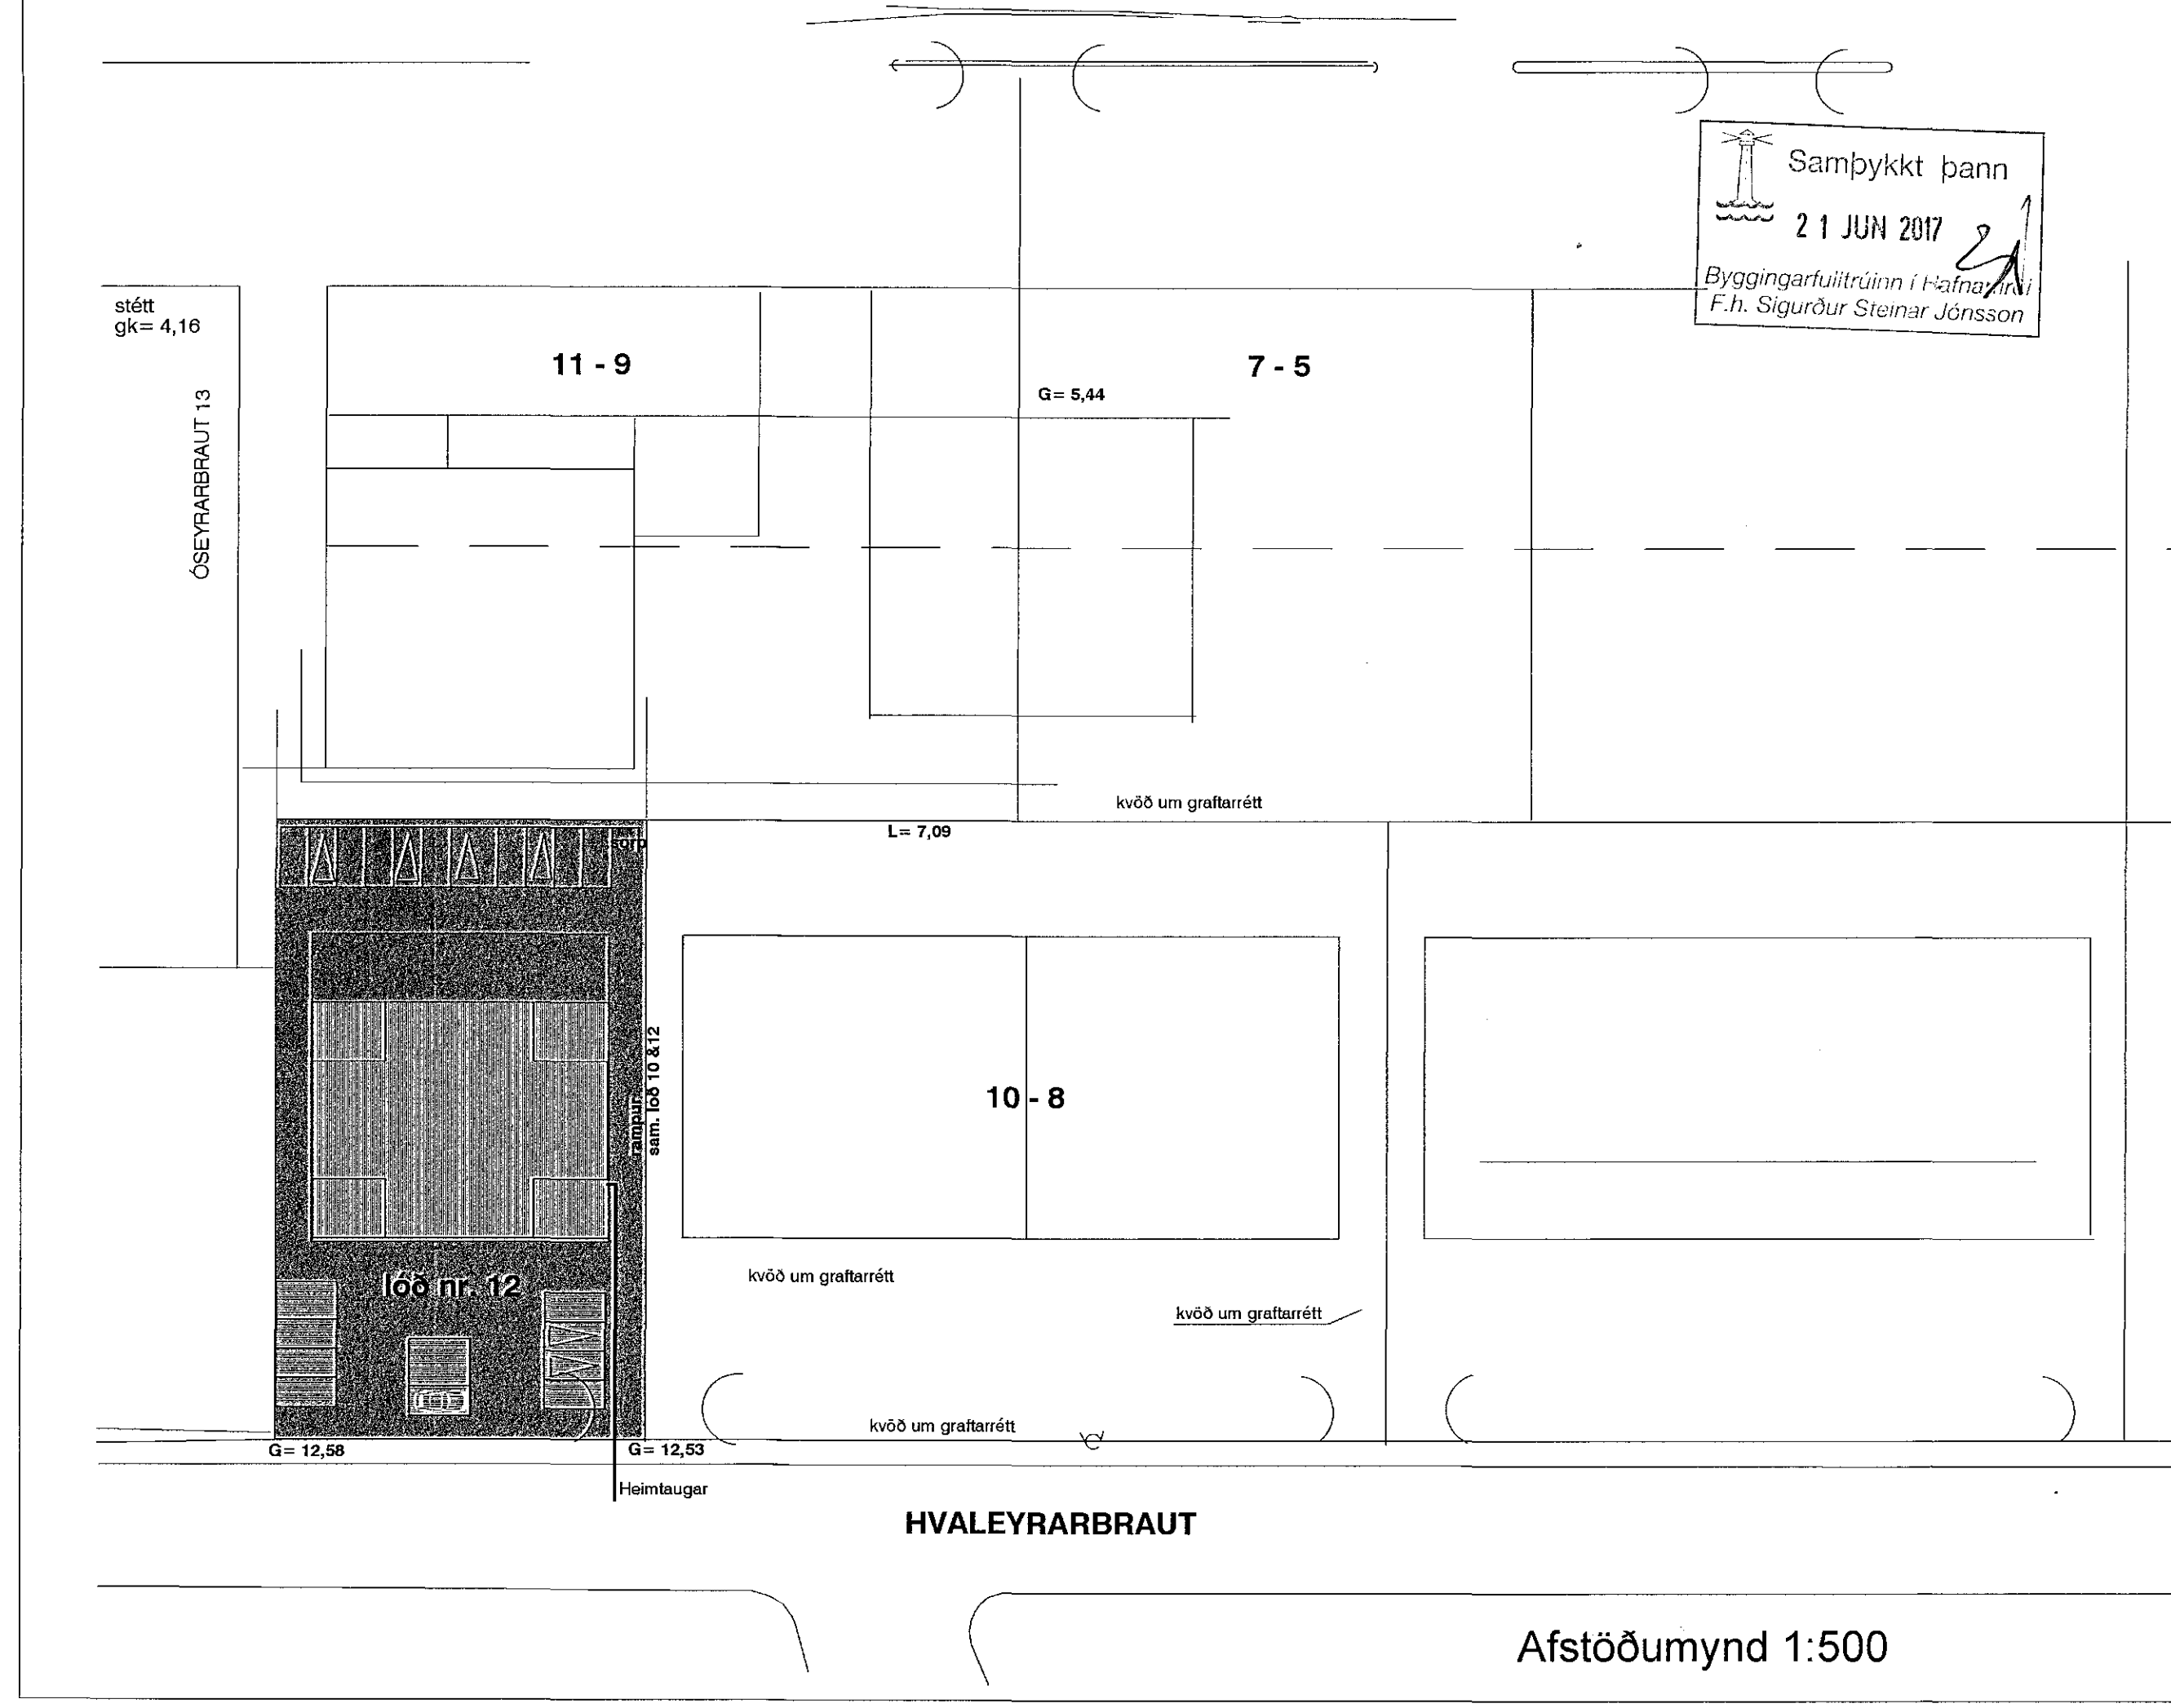 Samþykkt þann
21 JUN 2017
Byggingarfulltrúinn í Hafnarfirði
F.h. Sigurður Steinar Jónsson
stétt
gk= 4,16
ÓSEYRARBRAUT 13
11 - 9
7 - 5
G= 5,44
kvöð um graftarrétt
L= 7,09
sorp
rampur
sam. lóð 10 &12
10 - 8
lóð nr. 12
kvöð um graftarrétt
kvöð um graftarrétt
kvöð um graftarrétt
G= 12,58
G= 12,53
Heimtaugar
HVALEYRARBRAUT
Afstöðumynd 1:500